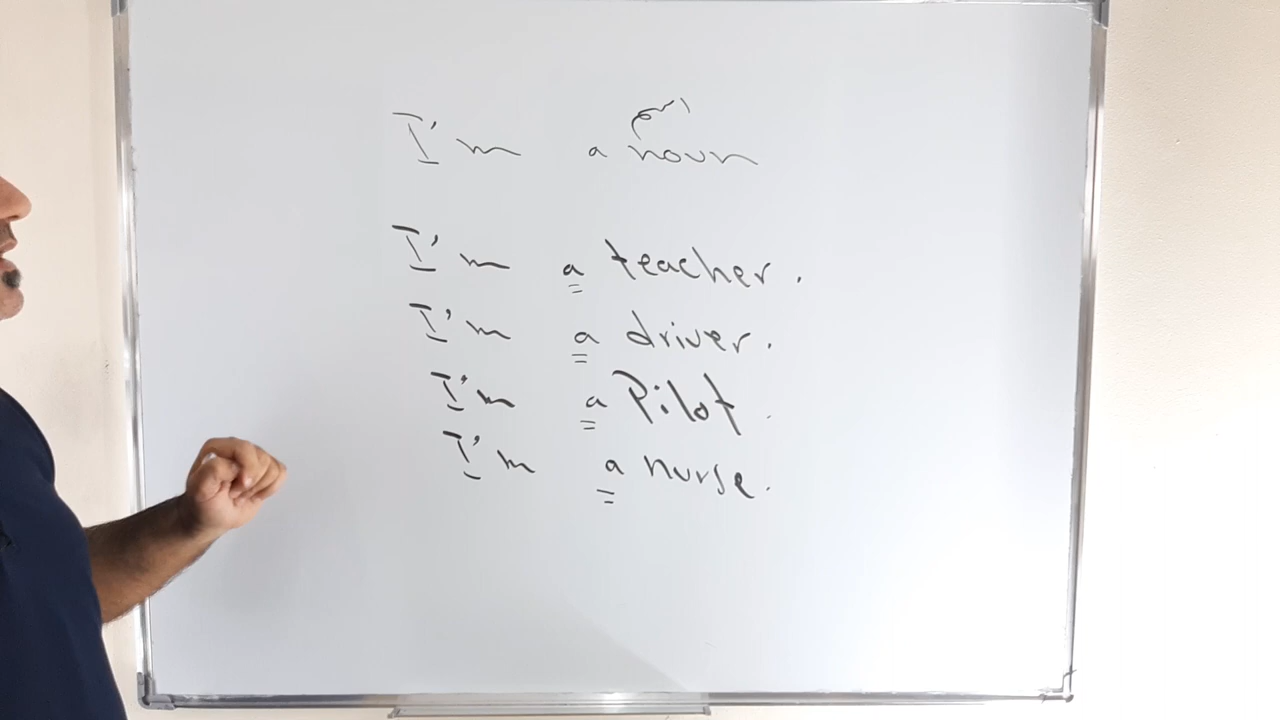 I'm a noun
I'm a teacher.
I'm a driver.
I'm a Pilot.
I'm a nurse.